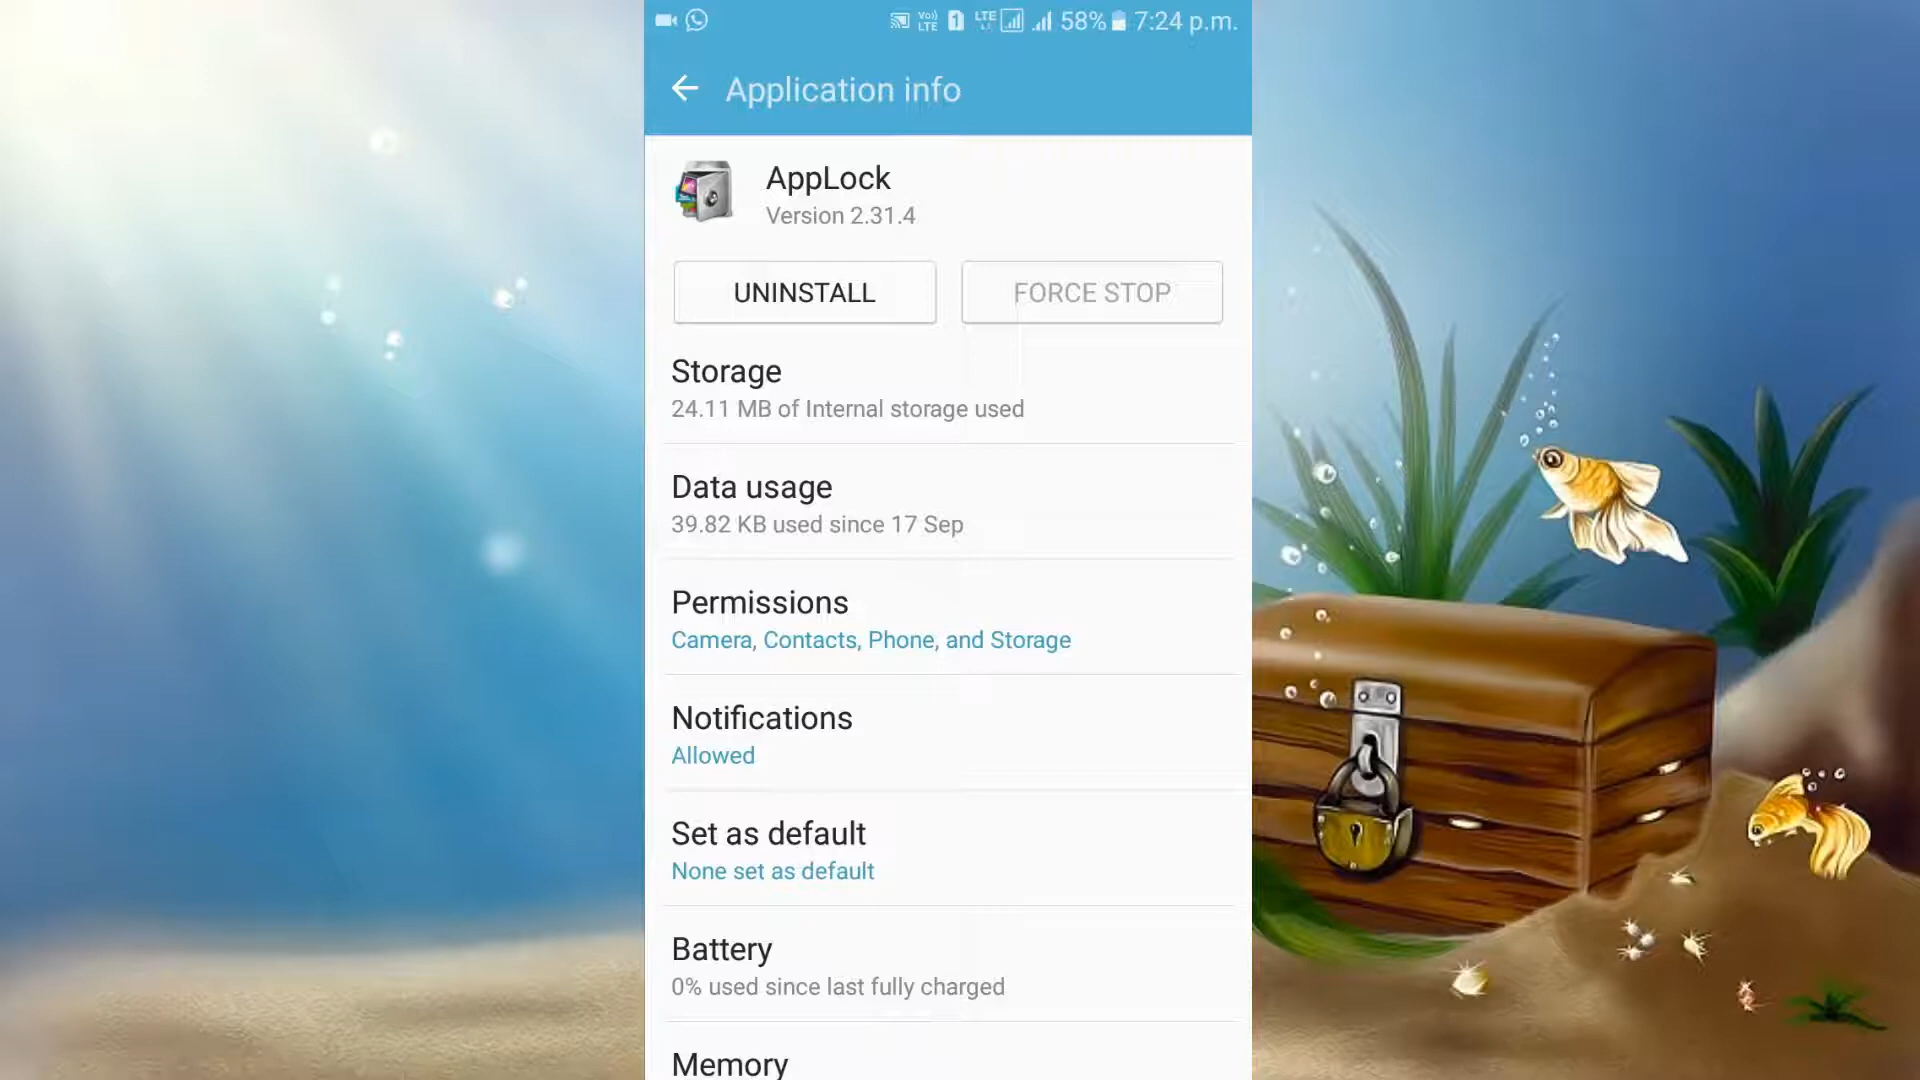 58% 7:24 p.m.
Application info
AppLock
Version 2.31.4
UNINSTALL
FORCE STOP
Storage
24.11 MB of Internal storage used
Data usage
39.82 KB used since 17 Sep
Permissions
Camera, Contacts, Phone, and Storage
Notifications
Allowed
Set as default
None set as default
Battery
0% used since last fully charged
Memory